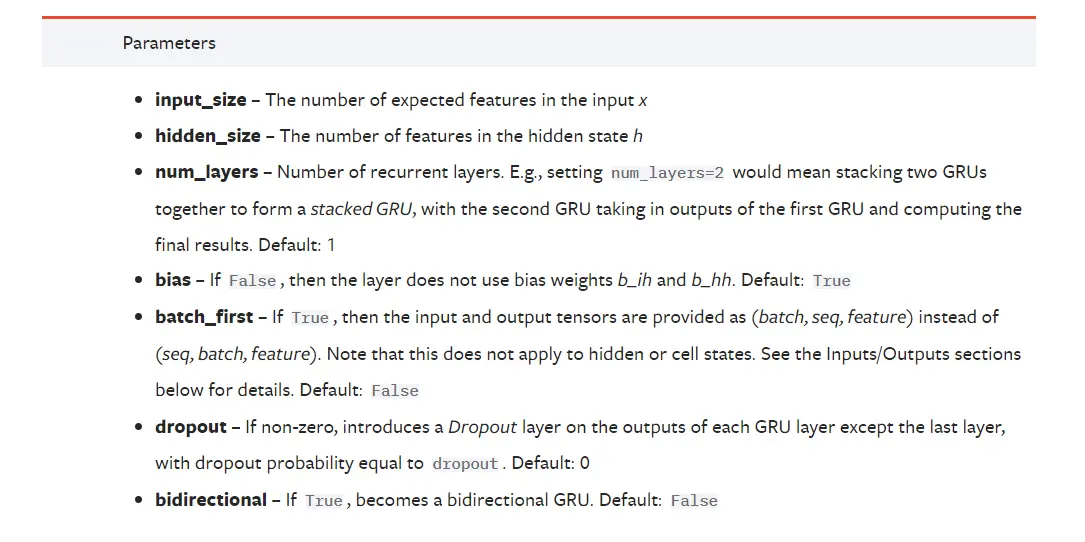 Parameters
• input_size – The number of expected features in the input x
• hidden_size – The number of features in the hidden state h
• num_layers – Number of recurrent layers. E.g., setting num_layers=2 would mean stacking two GRUs
together to form a stacked GRU, with the second GRU taking in outputs of the first GRU and computing the
final results. Default: 1
• bias – If False, then the layer does not use bias weights b_ih and b_hh. Default: True
• batch_first – If True, then the input and output tensors are provided as (batch, seq, feature) instead of
(seq, batch, feature). Note that this does not apply to hidden or cell states. See the Inputs/Outputs sections
below for details. Default: False
• dropout – If non-zero, introduces a Dropout layer on the outputs of each GRU layer except the last layer,
with dropout probability equal to dropout. Default: 0
• bidirectional – If True, becomes a bidirectional GRU. Default: False